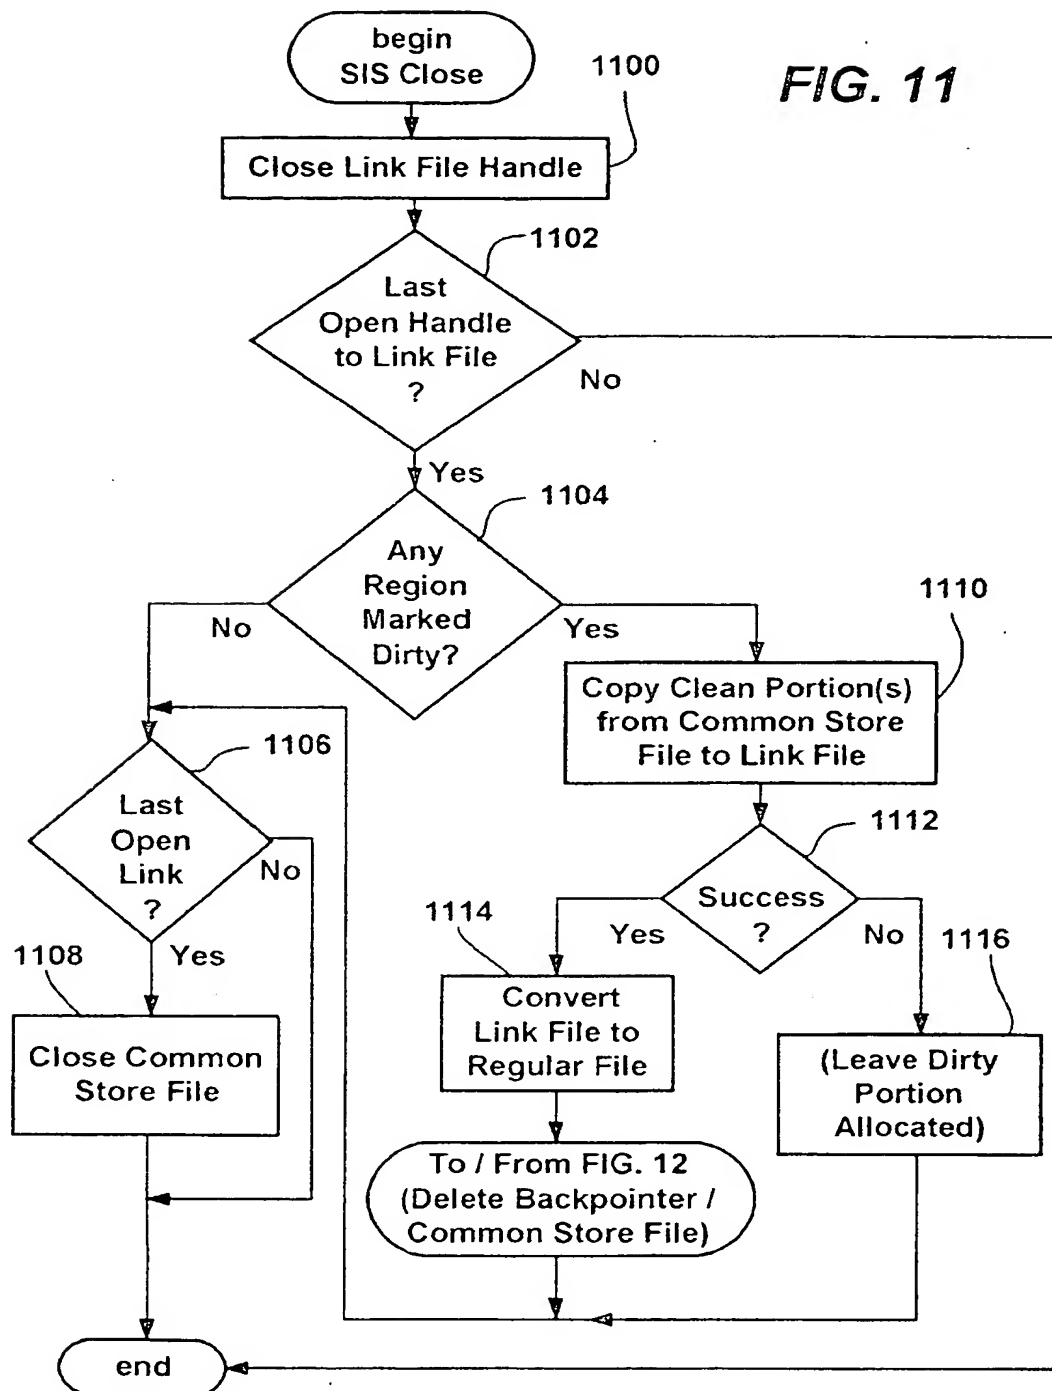 begin
SIS Close
1100
FIG. 11
Close Link File Handle
1102
Last
Open Handle
to Link File
?
No
Yes
1104
Any
Region
Marked
Dirty?
No
Yes
1110
Copy Clean Portion(s)
from Common Store
File to Link File
1106
Last
Open
Link
?
No
Yes
1112
Success
?
Yes
No
1108
Close Common
Store File
1114
Convert
Link File to
Regular File
1116
(Leave Dirty
Portion
Allocated)
To / From FIG. 12
(Delete Backpointer /
Common Store File)
end